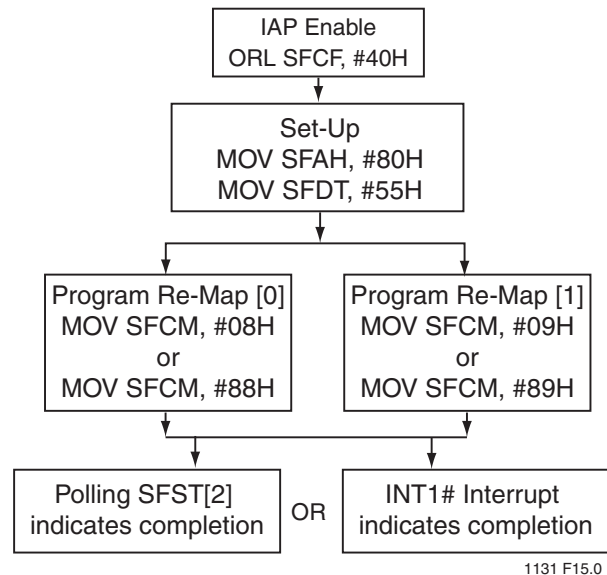 IAP Enable
ORL SFCF, #40H
Set-Up
MOV SFAH, #80H
MOV SFDT, #55H
Program Re-Map [0]
MOV SFCM, #08H
or
MOV SFCM, #88H
Program Re-Map [1]
MOV SFCM, #09H
or
MOV SFCM, #89H
Polling SFST[2]
indicates completion
OR
INT1# Interrupt
indicates completion
1131 F15.0